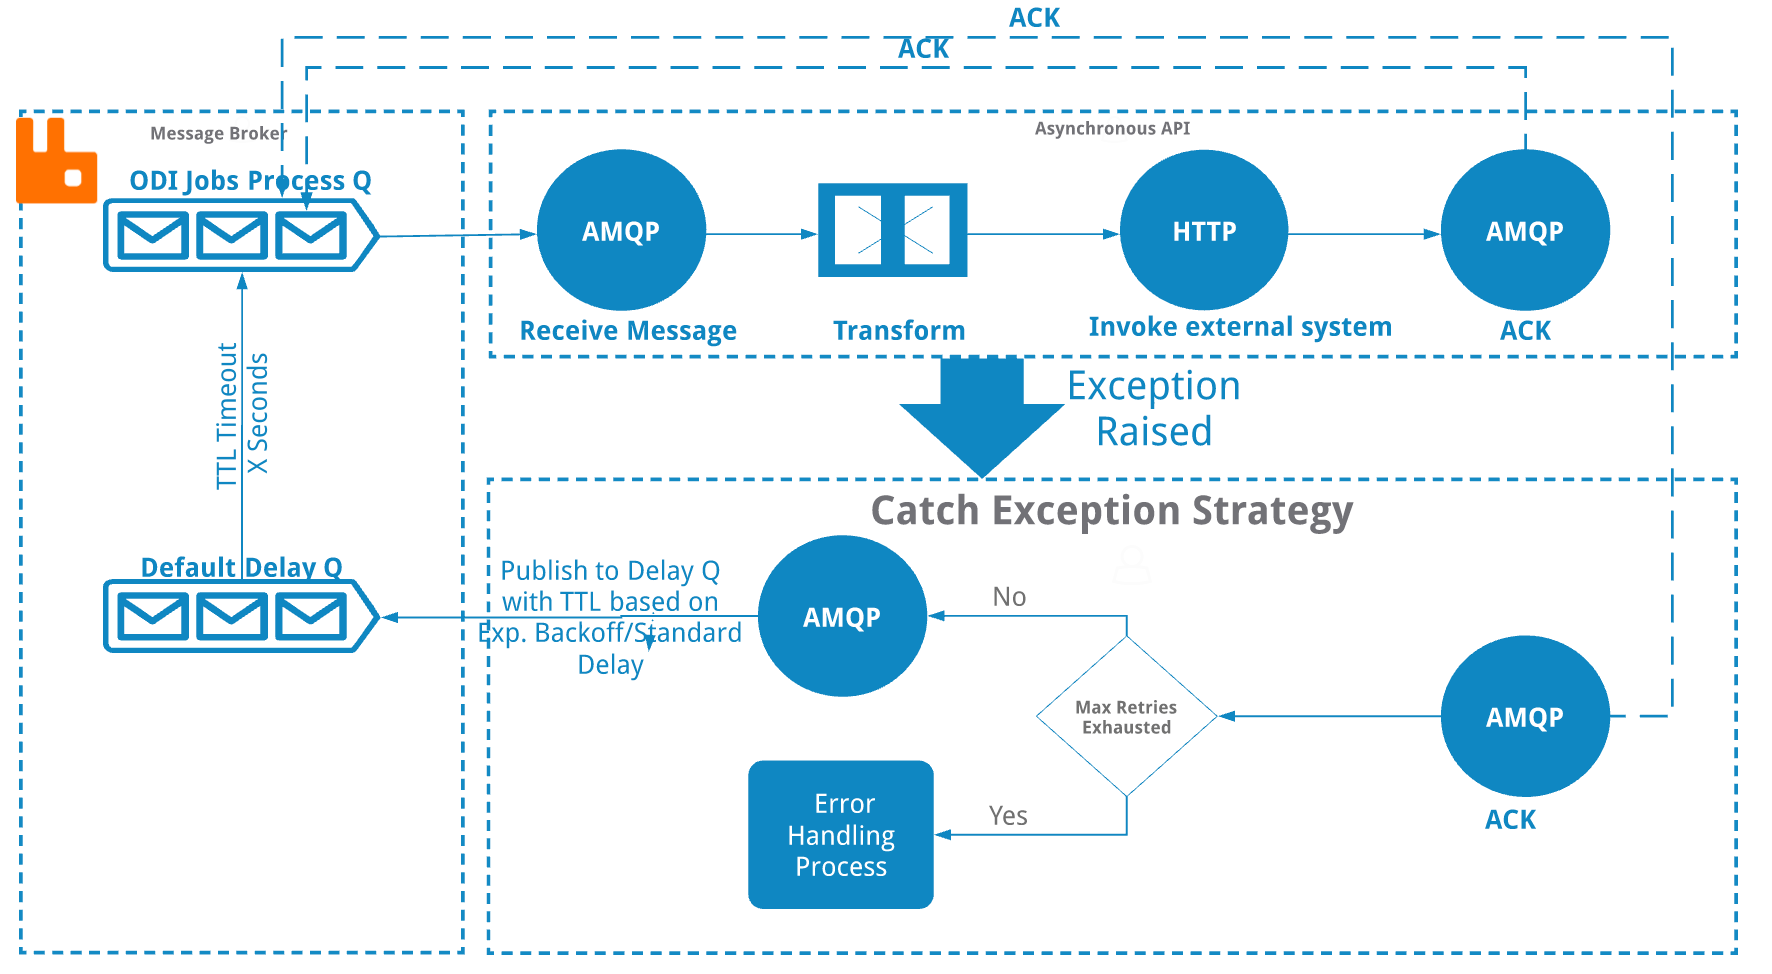 ACK
ACK
Message Broker
Asynchronous API
ODI Jobs Process Q
AMQP
HTTP
AMQP
Receive Message
Transform
Invoke external system
ACK
TTL Timeout
X Seconds
Exception
Raised
Catch Exception Strategy
Default Delay Q
Publish to Delay Q
with TTL based on
Exp. Backoff/Standard
Delay
AMQP
No
Max Retries
Exhausted
AMQP
ACK
Yes
Error
Handling
Process